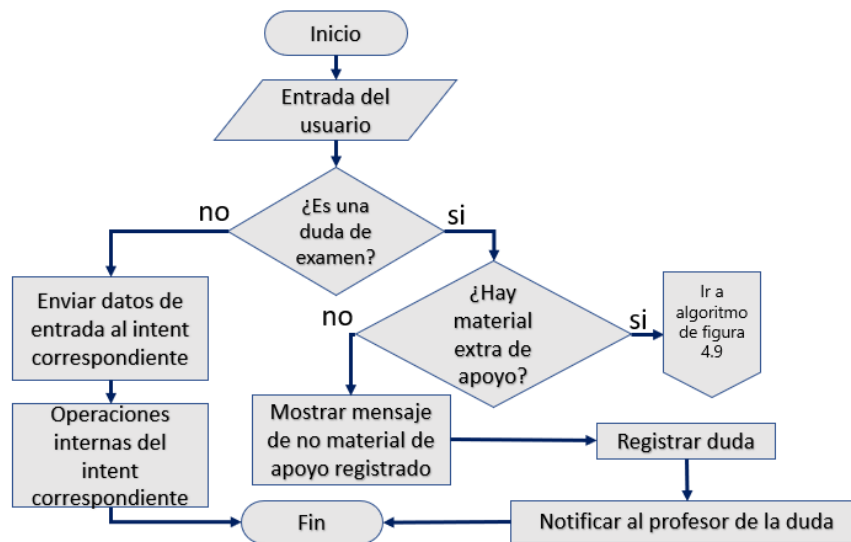 Inicio
Entrada del
usuario
¿Es una
duda de
examen?
no
si
Enviar datos de
entrada al intent
correspondiente
¿Hay
material
extra de
apoyo?
no
si
Ir a
algoritmo
de figura
4.9
Operaciones
internas del
intent
correspondiente
Mostrar mensaje
de no material de
apoyo registrado
Registrar duda
Fin
Notificar al profesor de la duda